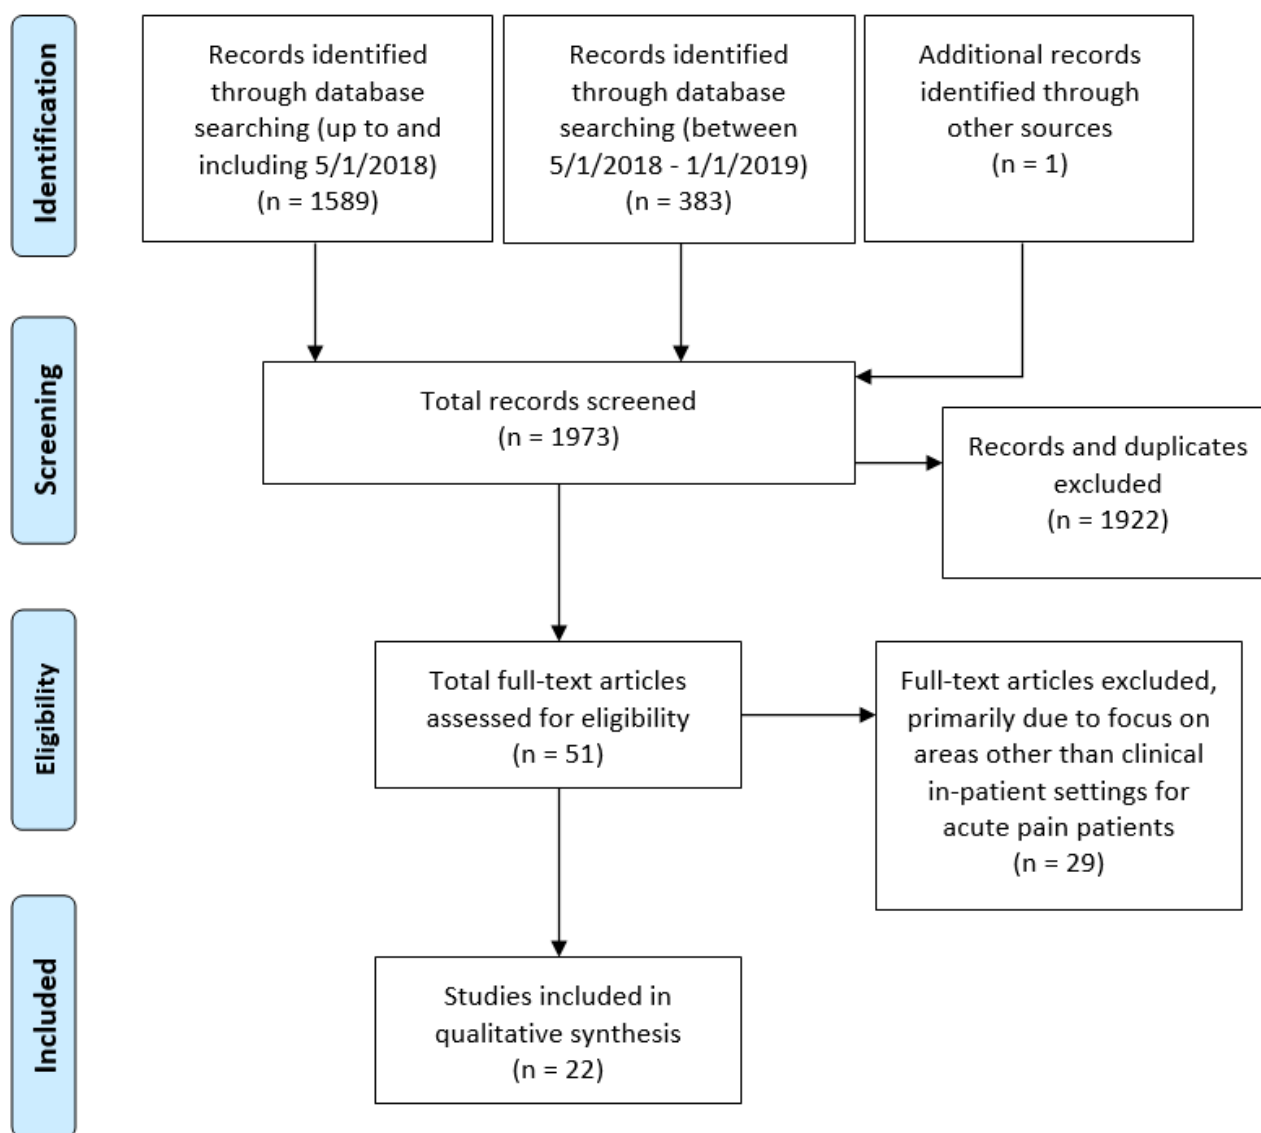 Identification
Records identified
through database
searching (up to and
including 5/1/2018)
(n = 1589)
Records identified
through database
searching (between
5/1/2018 - 1/1/2019)
(n = 383)
Additional records
identified through
other sources
(n = 1)
Screening
Total records screened
(n = 1973)
Records and duplicates
excluded
(n = 1922)
Eligibility
Total full-text articles
assessed for eligibility
(n = 51)
Full-text articles excluded,
primarily due to focus on
areas other than clinical
in-patient settings for
acute pain patients
(n = 29)
Included
Studies included in
qualitative synthesis
(n = 22)